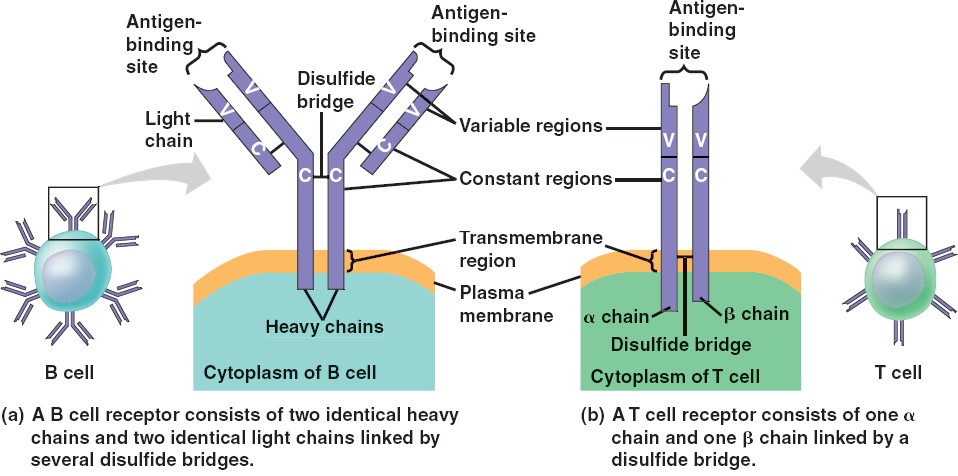 Antigen-
binding
site
Antigen-
binding site
Disulfide
bridge
Light
chain
V
V
C
V
V
C
C
C
Variable regions
Constant regions
Transmembrane
region
Plasma
membrane
Heavy chains
Cytoplasm of B cell
B cell
(a) A B cell receptor consists of two identical heavy
chains and two identical light chains linked by
several disulfide bridges.
Antigen-
binding
site
V
V
C
C
α chain
β chain
Disulfide bridge
Cytoplasm of T cell
T cell
(b) A T cell receptor consists of one α
chain and one β chain linked by a
disulfide bridge.